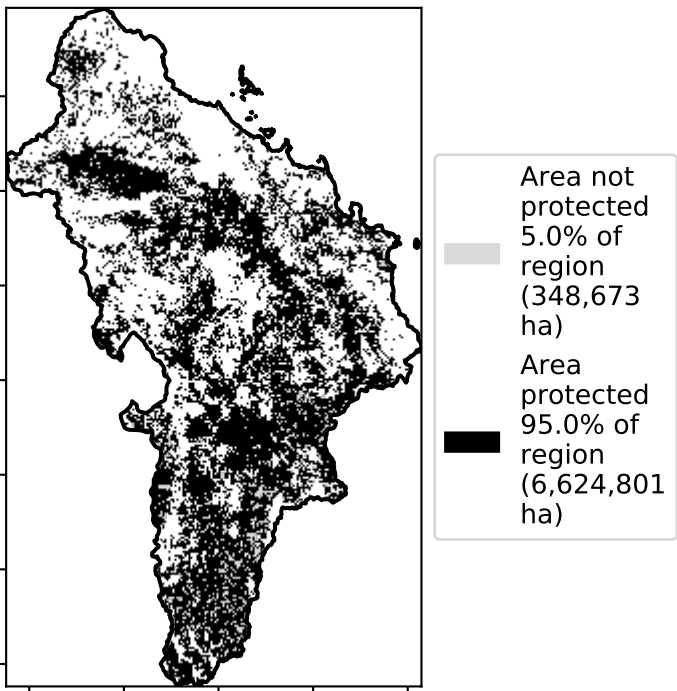 Area not
protected
5.0% of
region
(348,673
ha)
Area
protected
95.0% of
region
(6,624,801
ha)